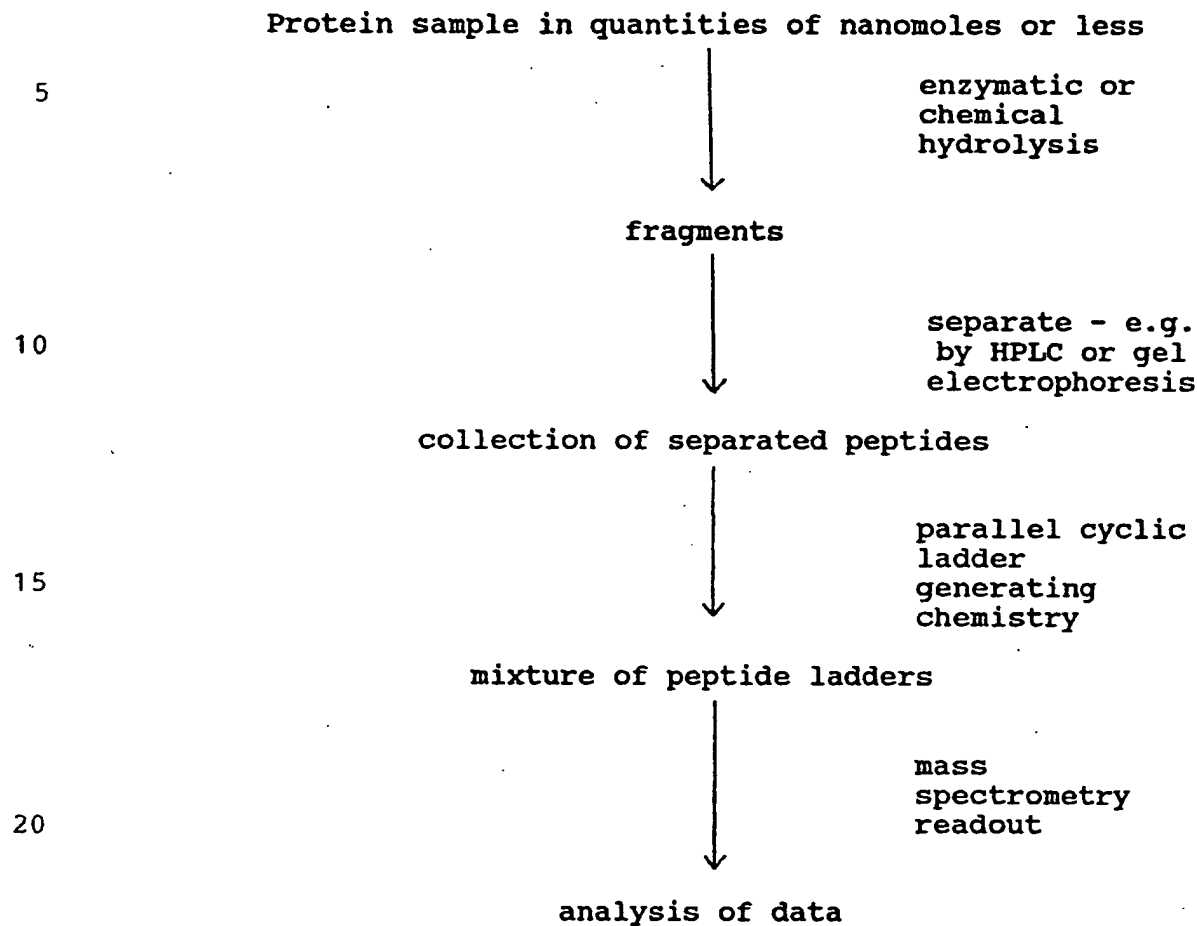 Protein sample in quantities of nanomoles or less
5
enzymatic or
chemical
hydrolysis
fragments
10
separate - e.g.
by HPLC or gel
electrophoresis
collection of separated peptides
15
parallel cyclic
ladder
generating
chemistry
mixture of peptide ladders
20
mass
spectrometry
readout
analysis of data